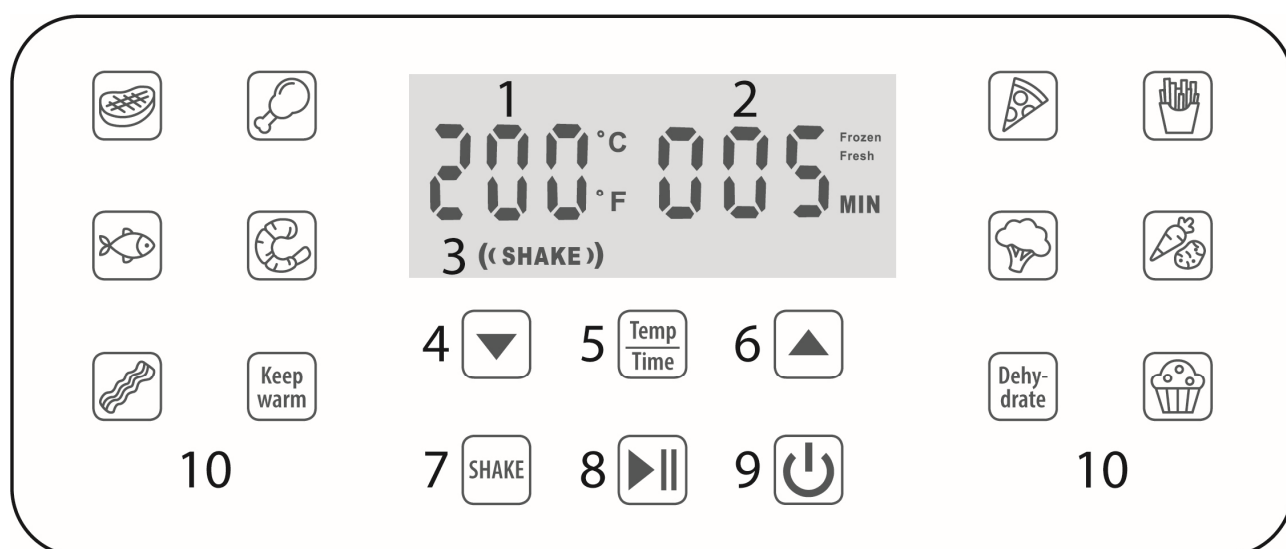 1
2
200 °C
°F
005
Frozen
Fresh
MIN
3 ((SHAKE))
4
5 Temp
Time
6
Keep
warm
Dehy-
drate
10
7 SHAKE
8
9
10